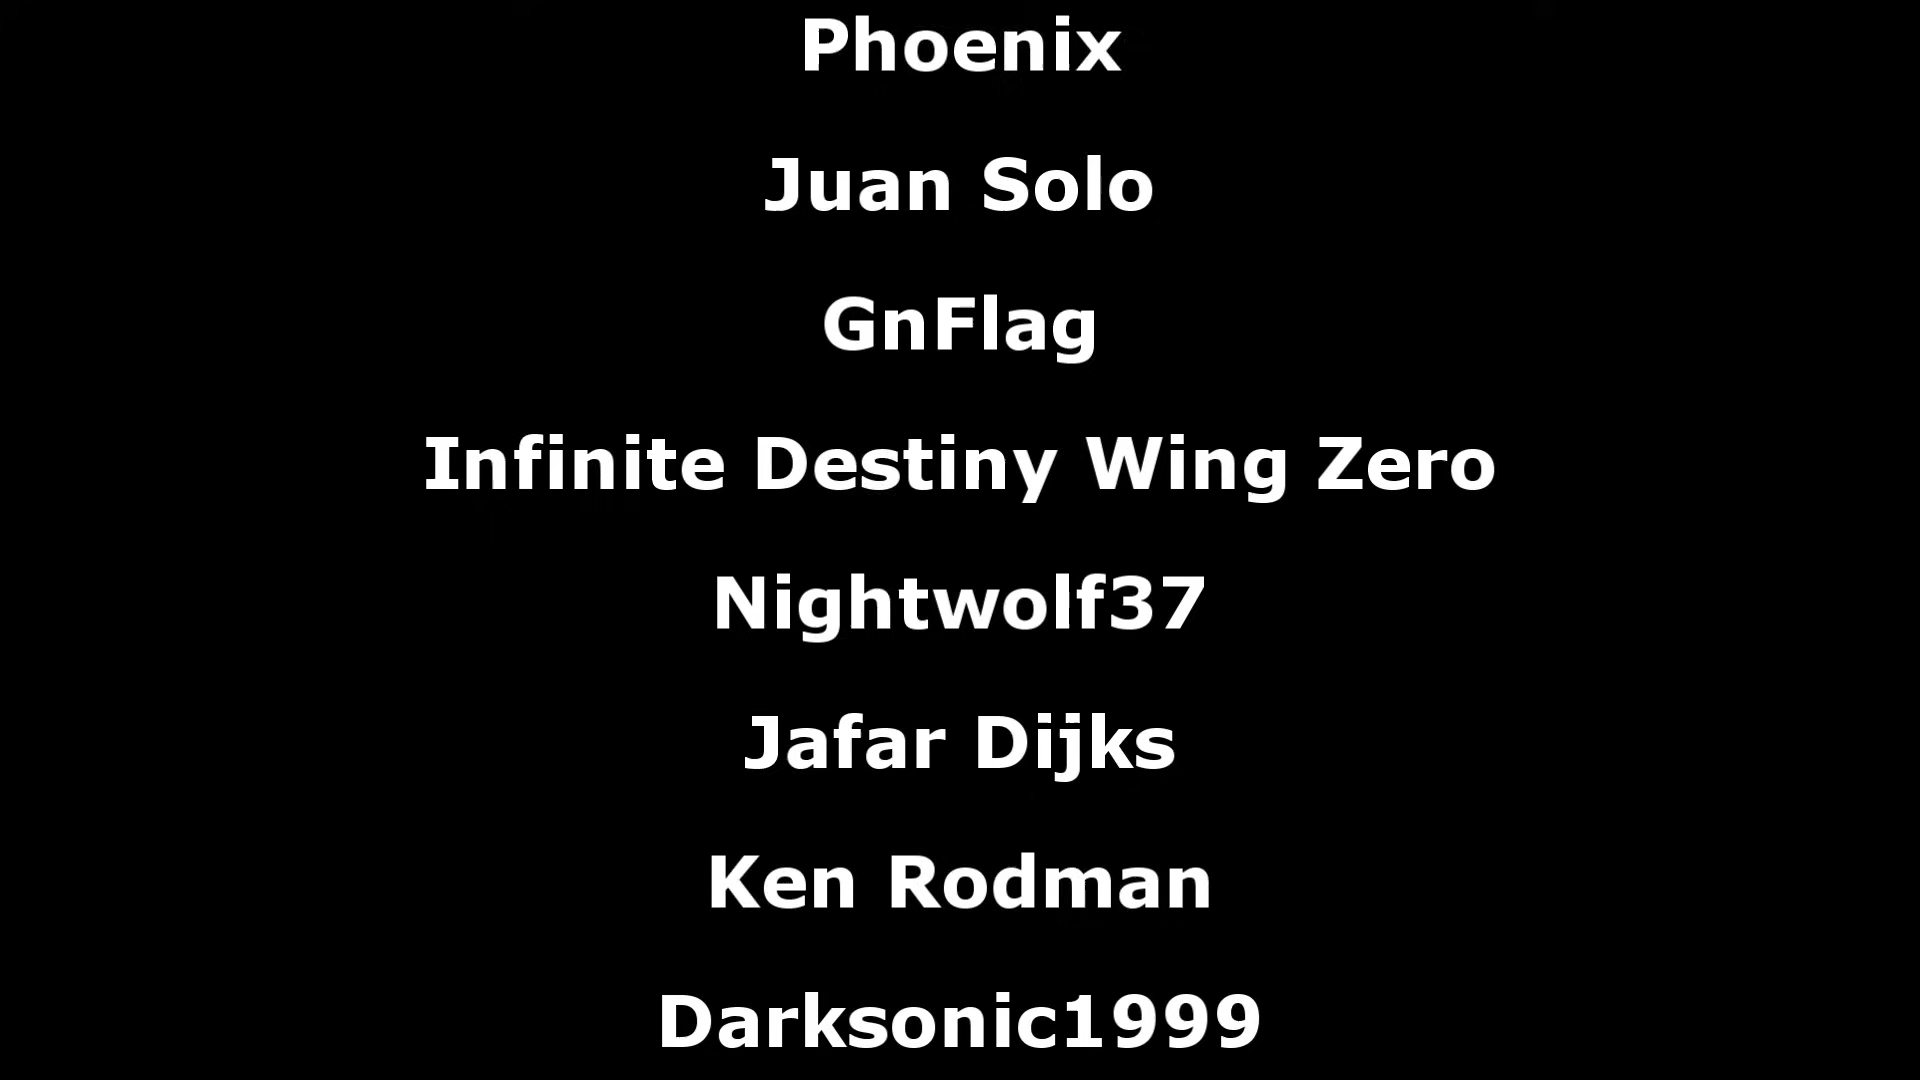 Phoenix
Juan Solo
GnFlag
Infinite Destiny Wing Zero
Nightwolf37
Jafar Dijks
Ken Rodman
Darksonic1999